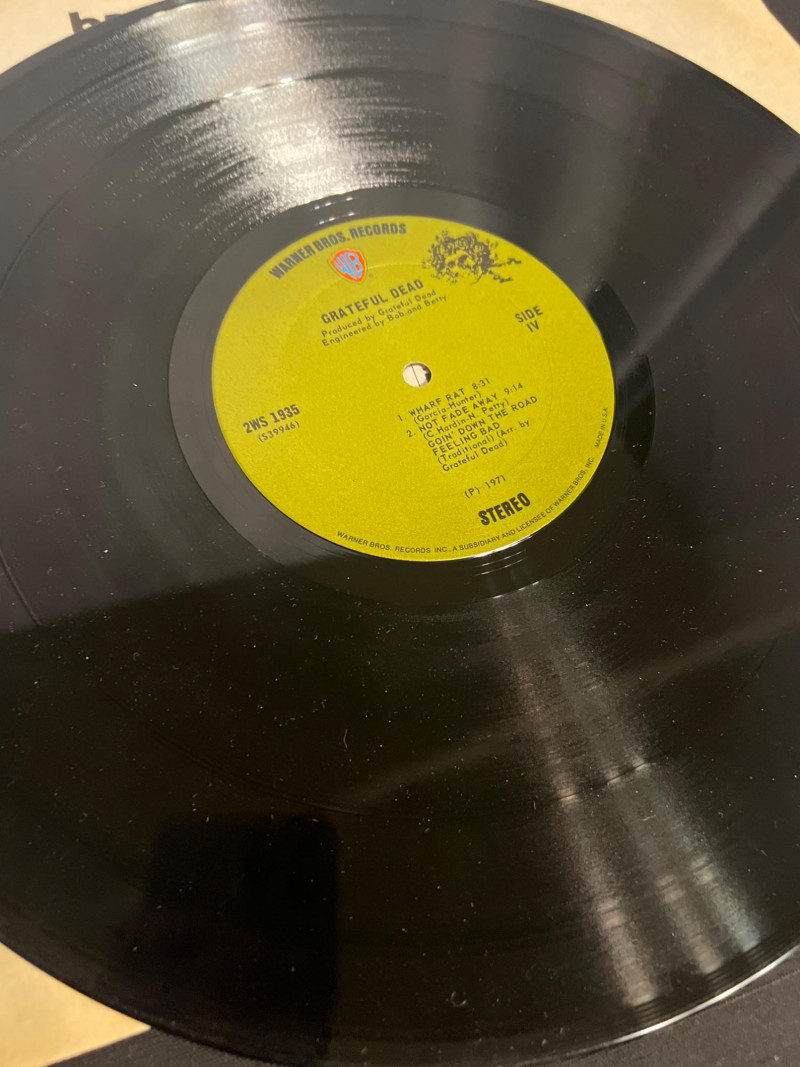 WARNER BROS. RECORDS
WB
GRATEFUL DEAD
Produced by Grateful Dead
Engineered by Bob and Betty
SIDE
IV
2WS 1935
(S39946)
1. WHARF RAT 8:31
(Garcia-Hunter)
2. NOT FADE AWAY 9:14
(C. Hardin-N. Petty)
GOIN' DOWN THE ROAD
FEELING BAD
(Traditional) (Arr. by
Grateful Dead)
(P) 1971
STEREO
WARNER BROS. RECORDS INC., A SUBSIDIARY AND LICENSEE OF WARNER BROS. INC. MADE IN U.S.A.